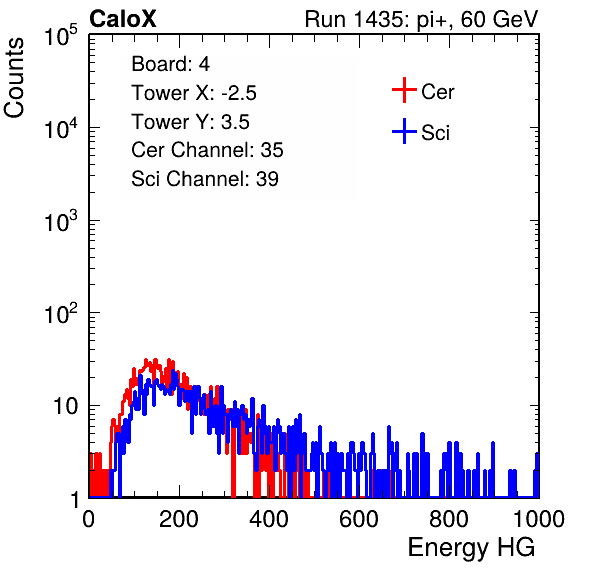 CaloX Run 1435: pi+, 60 GeV
Counts
Board: 4
Tower X: -2.5
Tower Y: 3.5
Cer Channel: 35
Sci Channel: 39
Cer
Sci
10^5
10^4
10^3
10^2
10
1
0 200 400 600 800 1000
Energy HG